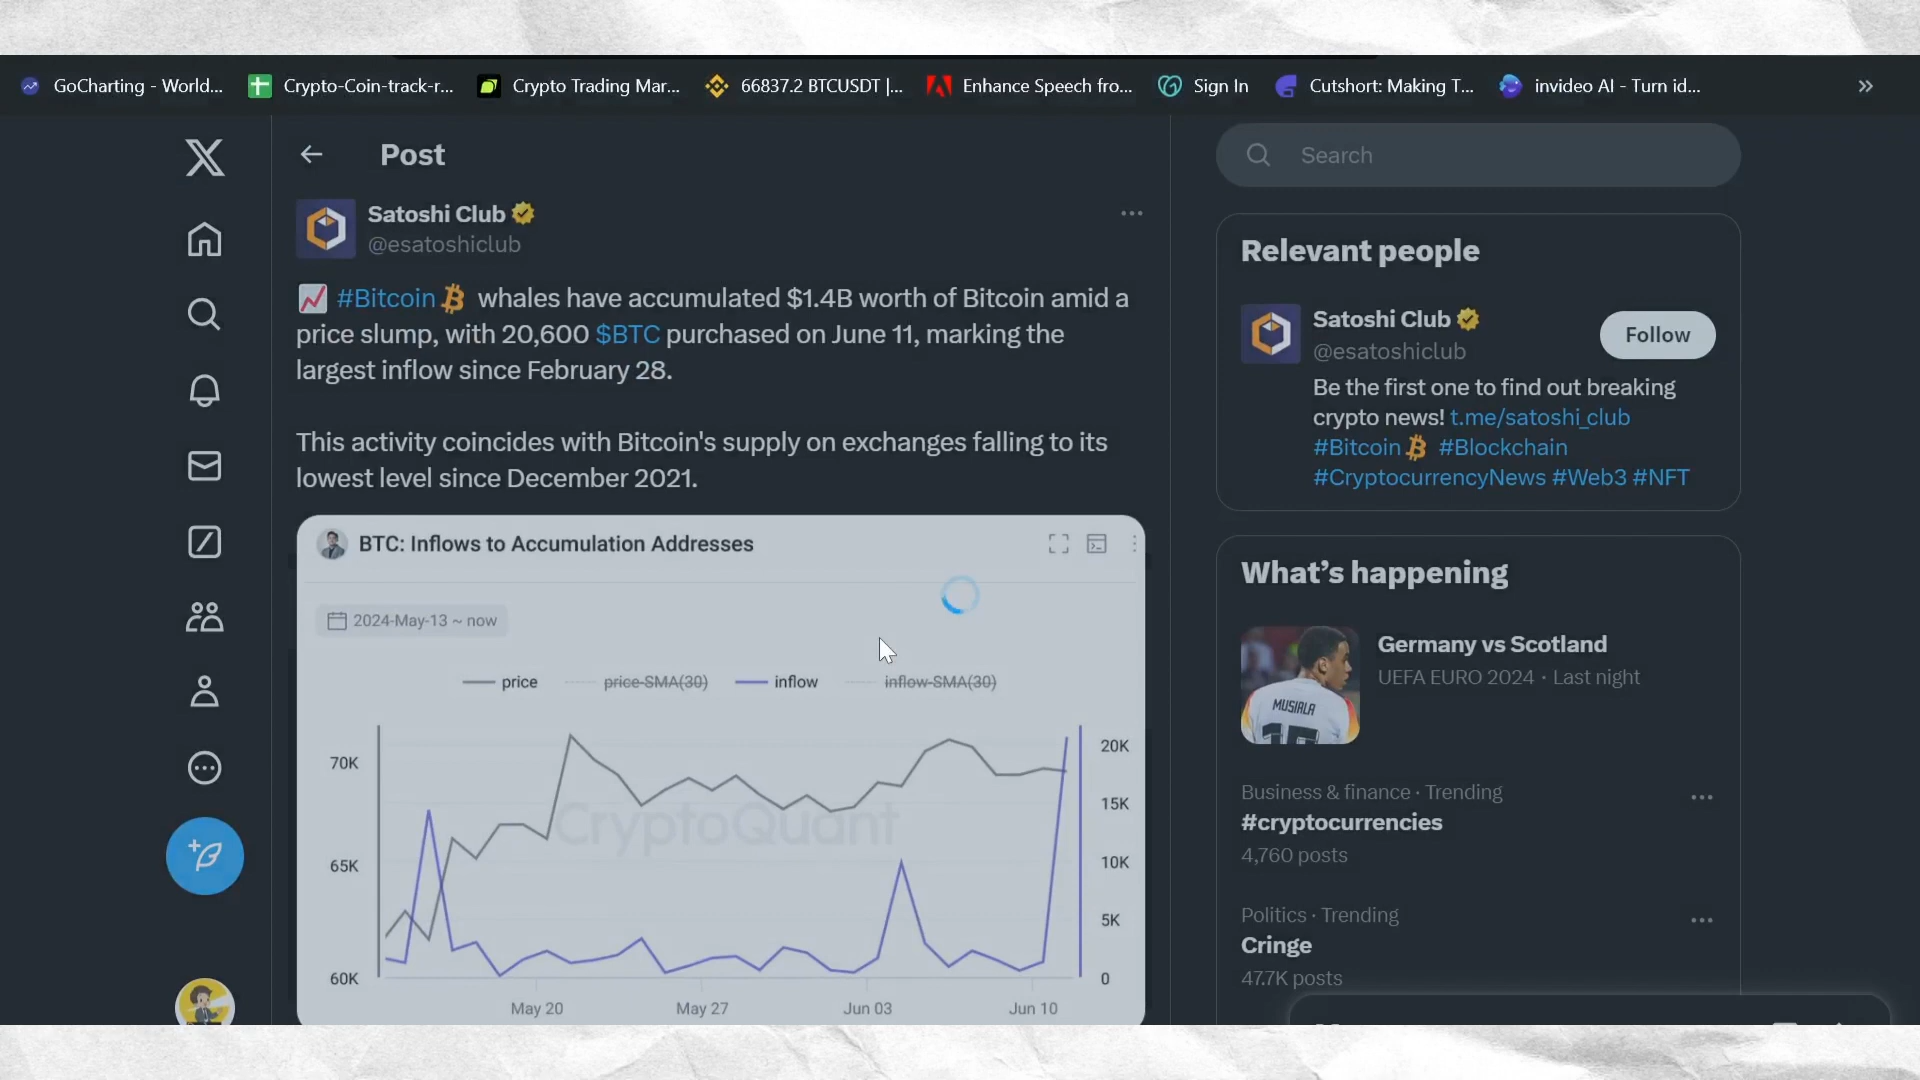 GoCharting - World...
Crypto-Coin-track-r...
Crypto Trading Mar...
66837.2 BTCUSDT |...
Enhance Speech fro...
Sign In
Cutshort: Making T...
invideo AI - Turn id...
Post
Satoshi Club
@esatoshiclub
#Bitcoin whales have accumulated $1.4B worth of Bitcoin amid a
price slump, with 20,600 $BTC purchased on June 11, marking the
largest inflow since February 28.
This activity coincides with Bitcoin's supply on exchanges falling to its
lowest level since December 2021.
BTC: Inflows to Accumulation Addresses
2024-May-13 ~ now
price
price-SMA(30)
inflow
inflow-SMA(30)
CryptoQuant
70K
65K
60K
20K
15K
10K
5K
0
May 20
May 27
Jun 03
Jun 10
Search
Relevant people
Satoshi Club
@esatoshiclub
Follow
Be the first one to find out breaking
crypto news! t.me/satoshi_club
#Bitcoin #Blockchain
#CryptocurrencyNews #Web3 #NFT
What's happening
MUSIALA
Germany vs Scotland
UEFA EURO 2024 · Last night
Business & finance · Trending
#cryptocurrencies
4,760 posts
Politics · Trending
Cringe
47.7K posts